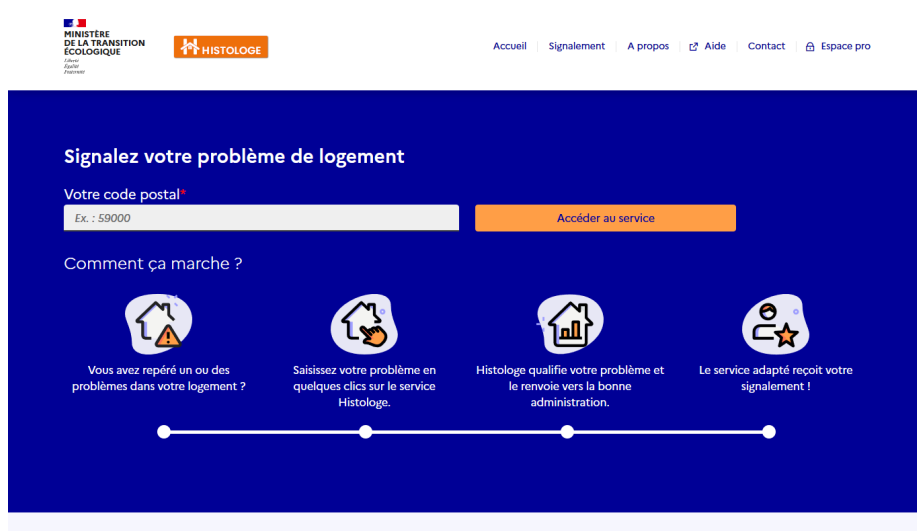 MINISTÈRE
DE LA TRANSITION
ÉCOLOGIQUE
Liberté
Égalité
Fraternité
HISTOLOGE
Accueil Signalement A propos Aide Contact Espace pro
Signalez votre problème de logement
Votre code postal*
Ex. : 59000
Accéder au service
Comment ça marche ?
Vous avez repéré un ou des
problèmes dans votre logement ?
Saisissez votre problème en
quelques clics sur le service
Histologe.
Histologe qualifie votre problème et
le renvoie vers la bonne
administration.
Le service adapté reçoit votre
signalement !